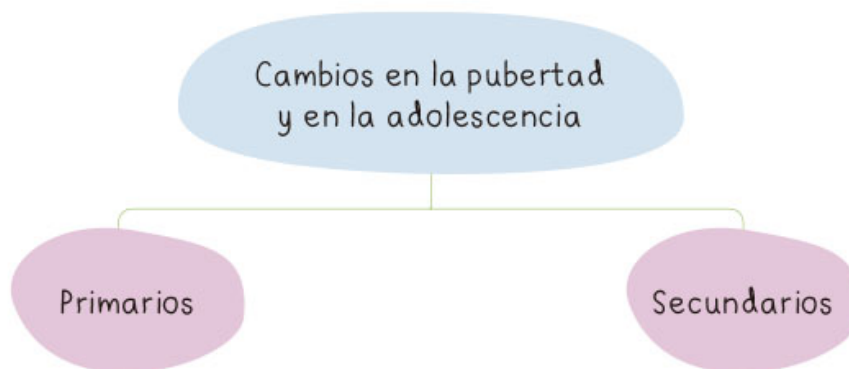 Cambios en la pubertad
y en la adolescencia
Primarios
Secundarios